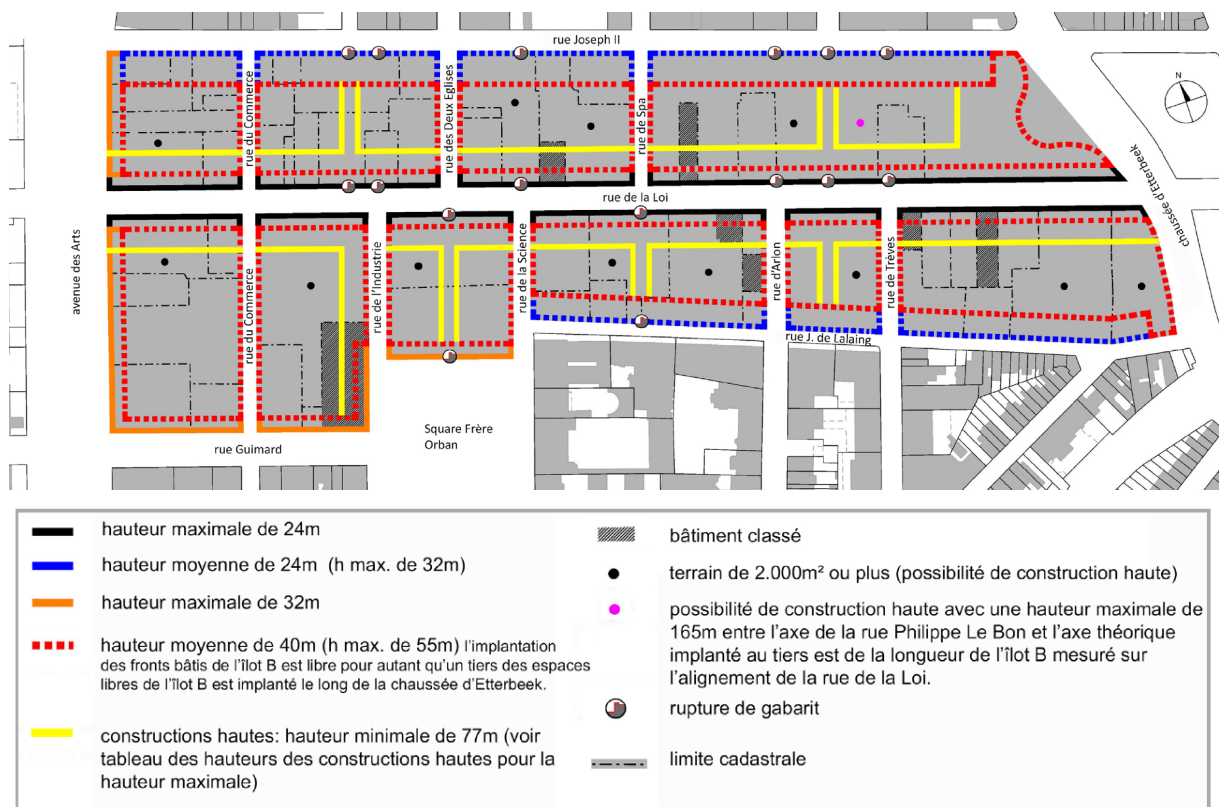 rue Joseph II
N
rue du Commerce
rue des Deux Eglises
rue de Spa
chaussée d'Etterbeek
rue de la Loi
avenue des Arts
rue du Commerce
rue de l'Industrie
rue de la Science
rue d'Arlon
rue de Trèves
rue J. de Lalaing
rue Guimard
Square Frère
Orban
hauteur maximale de 24m
hauteur moyenne de 24m (h max. de 32m)
hauteur maximale de 32m
hauteur moyenne de 40m (h max. de 55m) l'implantation
des fronts bâtis de l'îlot B est libre pour autant qu'un tiers des espaces
libres de l'îlot B est implanté le long de la chaussée d'Etterbeek.
constructions hautes: hauteur minimale de 77m (voir
tableau des hauteurs des constructions hautes pour la
hauteur maximale)
bâtiment classé
terrain de 2.000m² ou plus (possibilité de construction haute)
possibilité de construction haute avec une hauteur maximale de
165m entre l'axe de la rue Philippe Le Bon et l'axe théorique
implanté au tiers est de la longueur de l'îlot B mesuré sur
l'alignement de la rue de la Loi.
rupture de gabarit
limite cadastrale